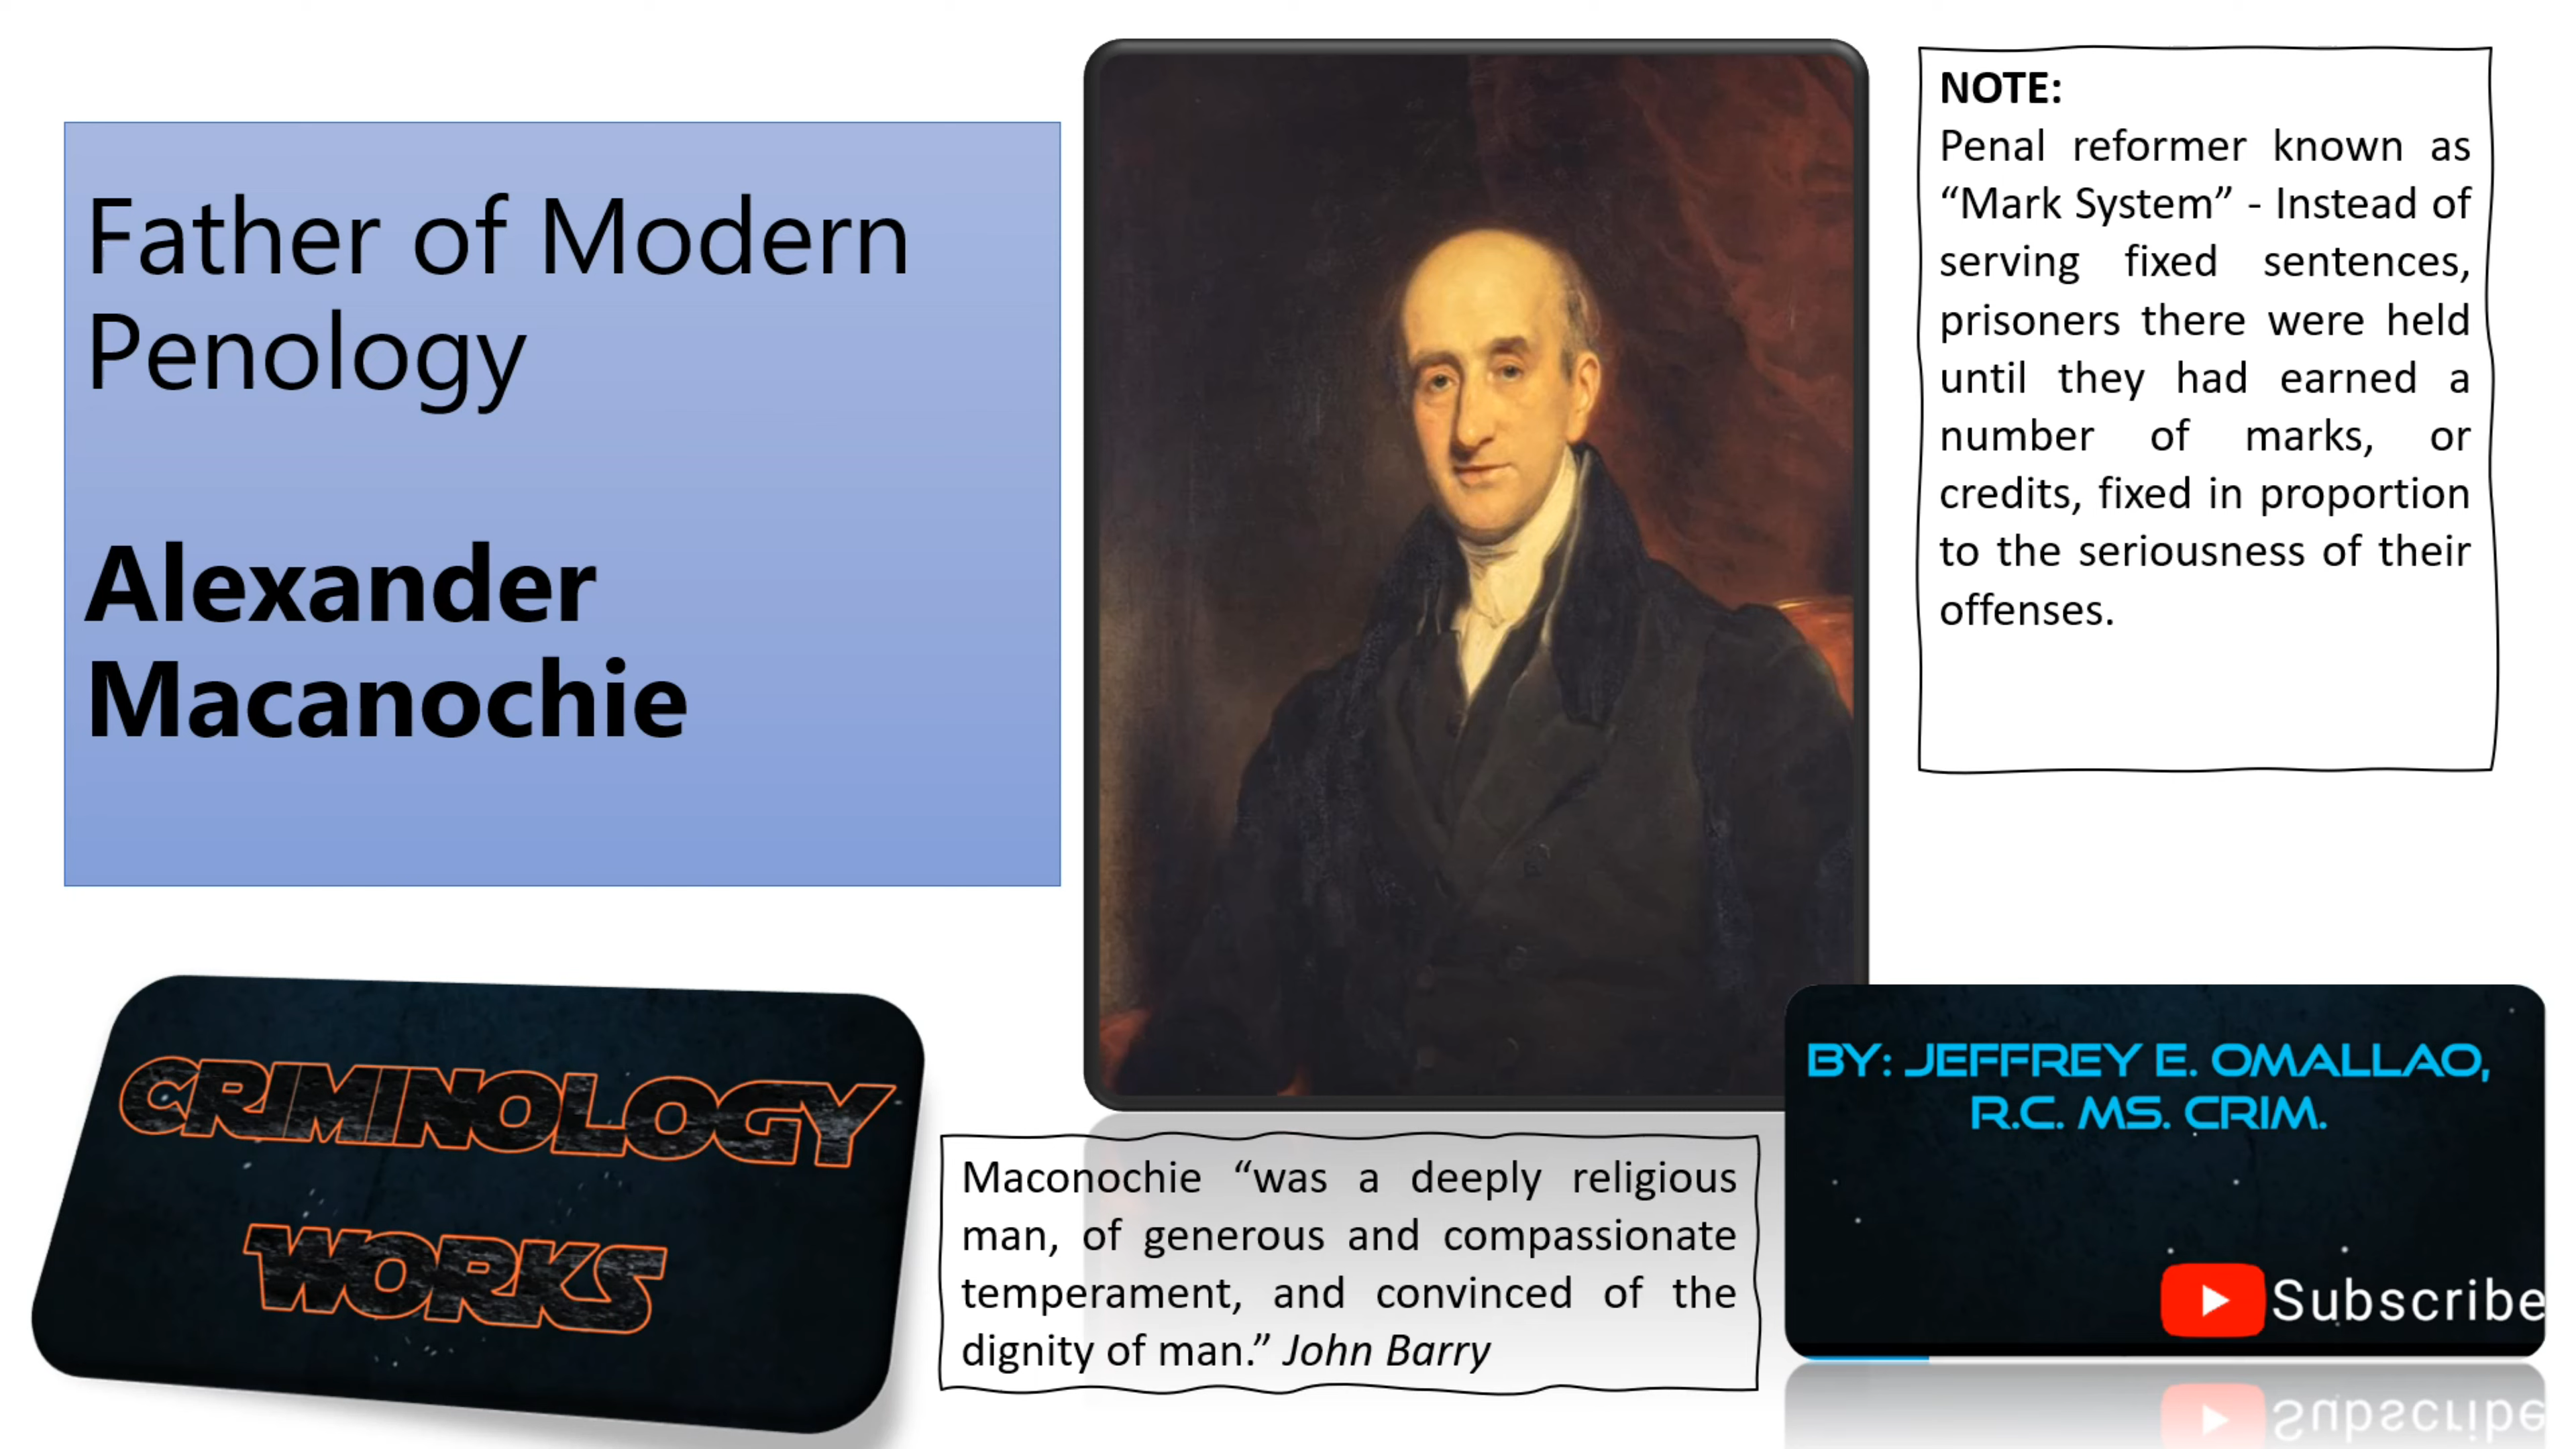 Father of Modern
Penology
Alexander
Macanochie
NOTE:
Penal reformer known as
“Mark System” - Instead of
serving fixed sentences,
prisoners there were held
until they had earned a
number of marks, or
credits, fixed in proportion
to the seriousness of their
offenses.
CRIMINOLOGY
WORKS
Maconochie “was a deeply religious
man, of generous and compassionate
temperament, and convinced of the
dignity of man.” John Barry
BY: JEFFREY E. OMALLAO,
R.C. MS. CRIM.
Subscribe